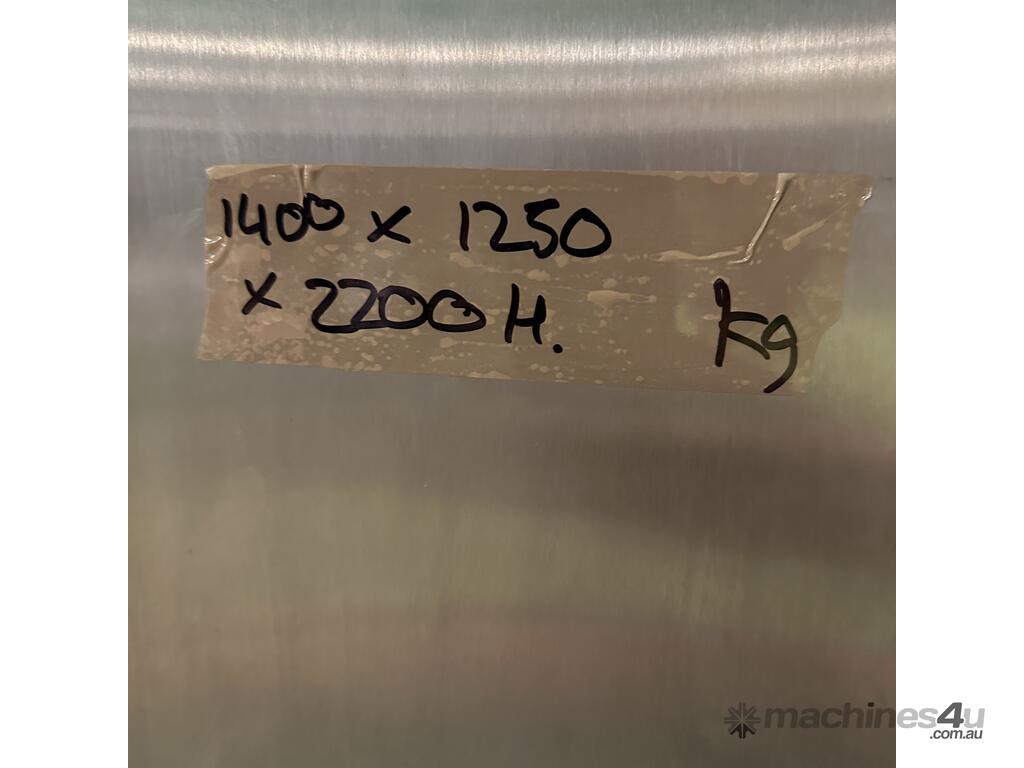 1400 x 1250
x 2200 H. kg
machines4u
.com.au